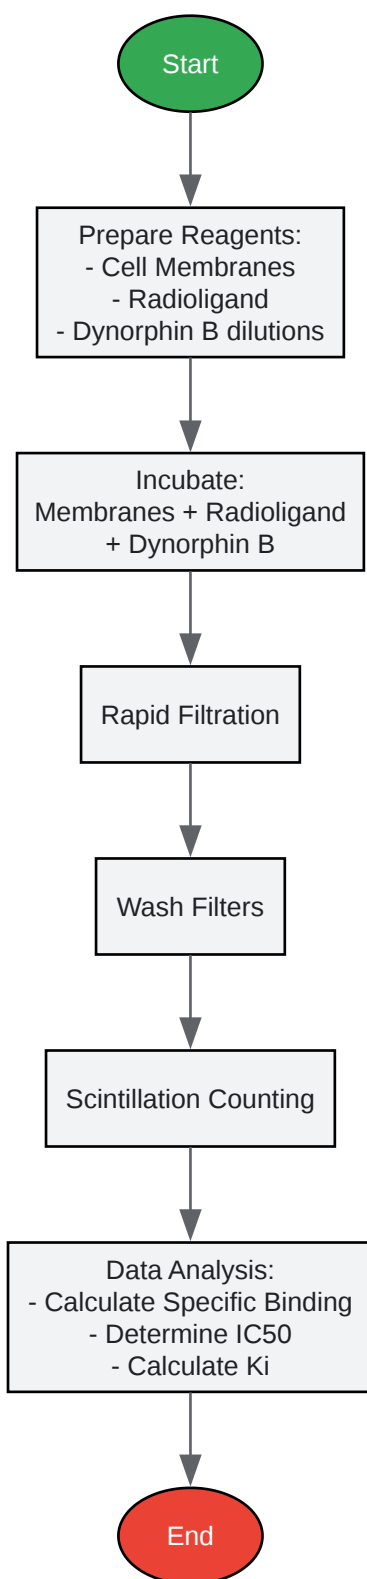 Start
Prepare Reagents:
- Cell Membranes
- Radioligand
- Dynorphin B dilutions
Incubate:
Membranes + Radioligand
+ Dynorphin B
Rapid Filtration
Wash Filters
Scintillation Counting
Data Analysis:
- Calculate Specific Binding
- Determine IC50
- Calculate Ki
End